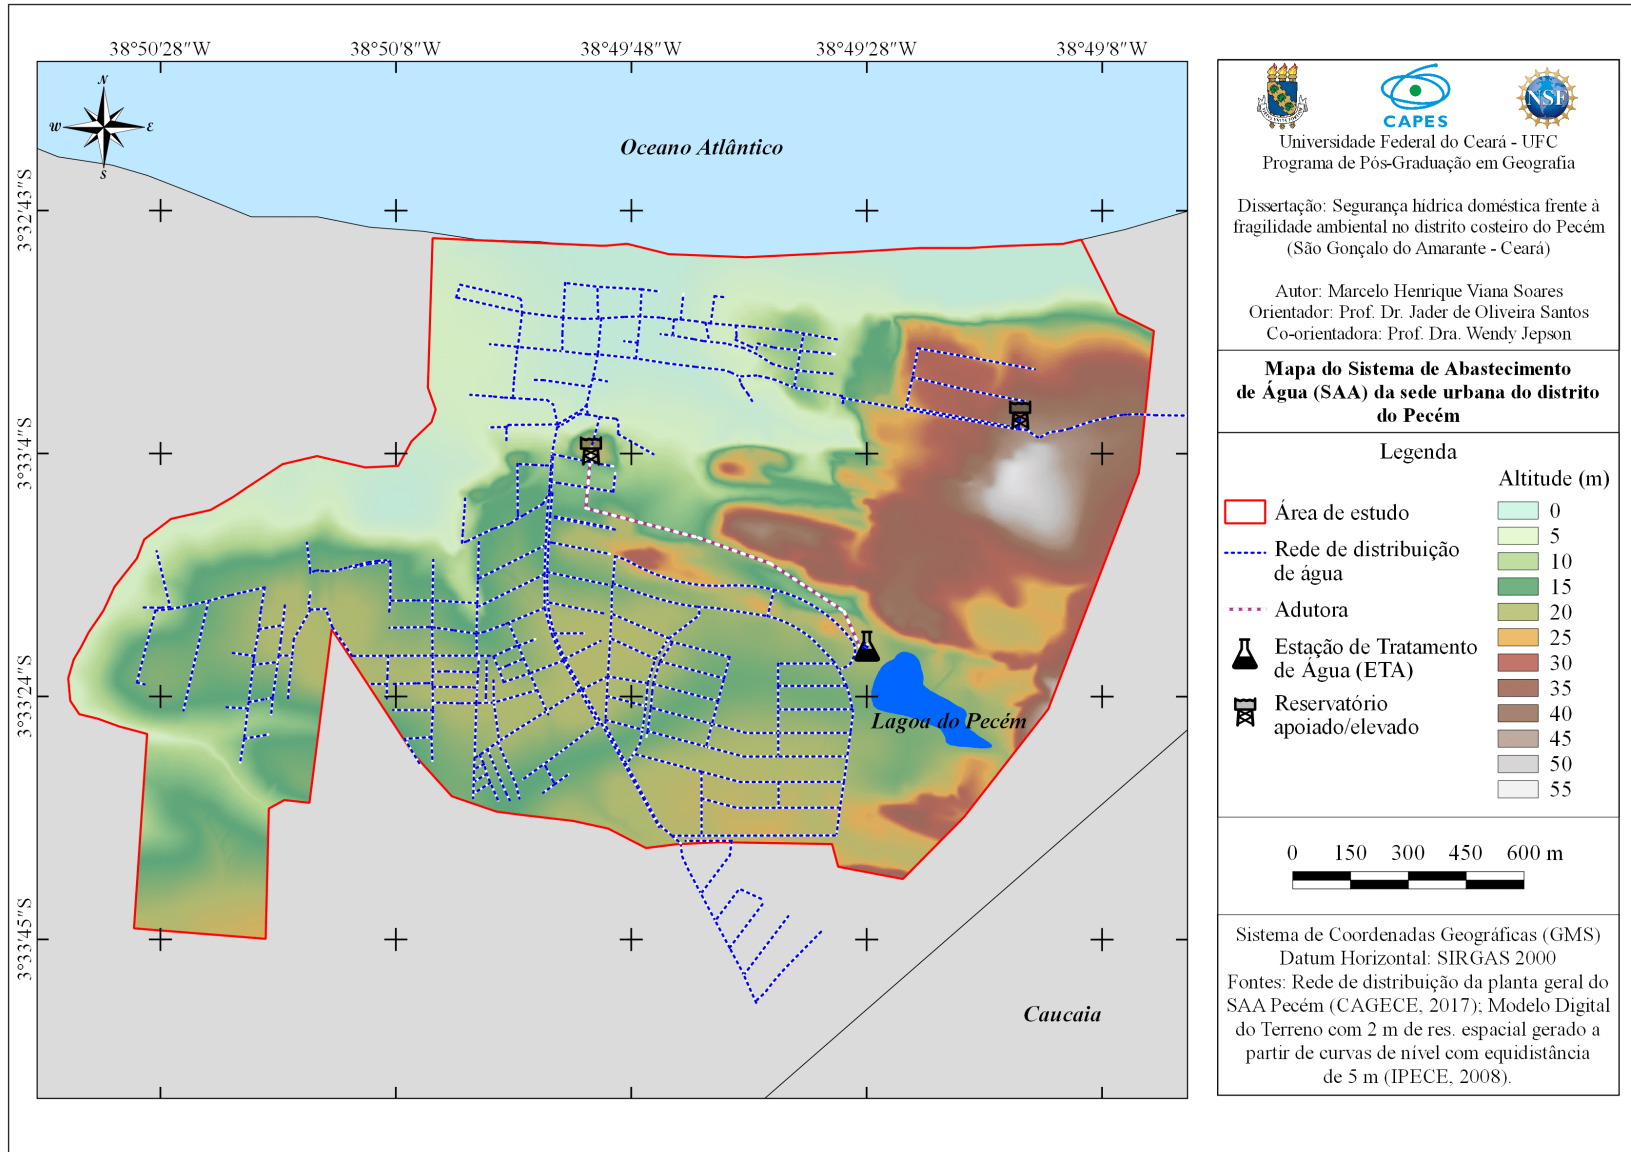 38°50'28"W
38°50'8"W
38°49'48"W
38°49'28"W
38°49'8"W
3°32'43"S
3°33'4"S
3°33'24"S
3°33'45"S
N
W
E
S
Oceano Atlântico
Lagoa do Pecém
Caucaia
CAPES
NSF
Universidade Federal do Ceará - UFC
Programa de Pós-Graduação em Geografia
Dissertação: Segurança hídrica doméstica frente à
fragilidade ambiental no distrito costeiro do Pecém
(São Gonçalo do Amarante - Ceará)
Autor: Marcelo Henrique Viana Soares
Orientador: Prof. Dr. Jader de Oliveira Santos
Co-orientadora: Prof. Dra. Wendy Jepson
Mapa do Sistema de Abastecimento
de Água (SAA) da sede urbana do distrito
do Pecém
Legenda
Área de estudo
Rede de distribuição
de água
Adutora
Estação de Tratamento
de Água (ETA)
Reservatório
apoiado/elevado
Altitude (m)
0
5
10
15
20
25
30
35
40
45
50
55
0 150 300 450 600 m
Sistema de Coordenadas Geográficas (GMS)
Datum Horizontal: SIRGAS 2000
Fontes: Rede de distribuição da planta geral do
SAA Pecém (CAGECE, 2017); Modelo Digital
do Terreno com 2 m de res. espacial gerado a
partir de curvas de nível com equidistância
de 5 m (IPECE, 2008).